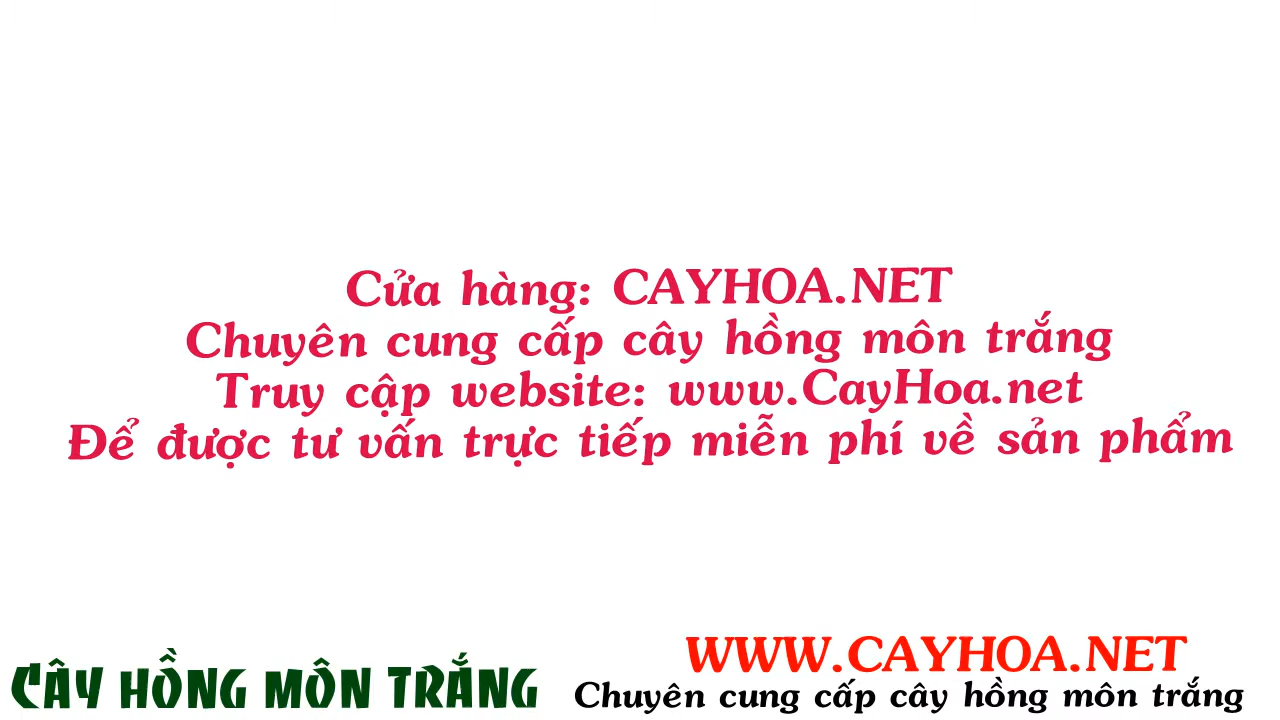 Cửa hàng: CAYHOA.NET
Chuyên cung cấp cây hồng môn trắng
Truy cập website: www.CayHoa.net
Để được tư vấn trực tiếp miễn phí về sản phẩm
WWW.CAYHOA.NET
CÂY HỒNG MÔN TRẮNG
Chuyên cung cấp cây hồng môn trắng